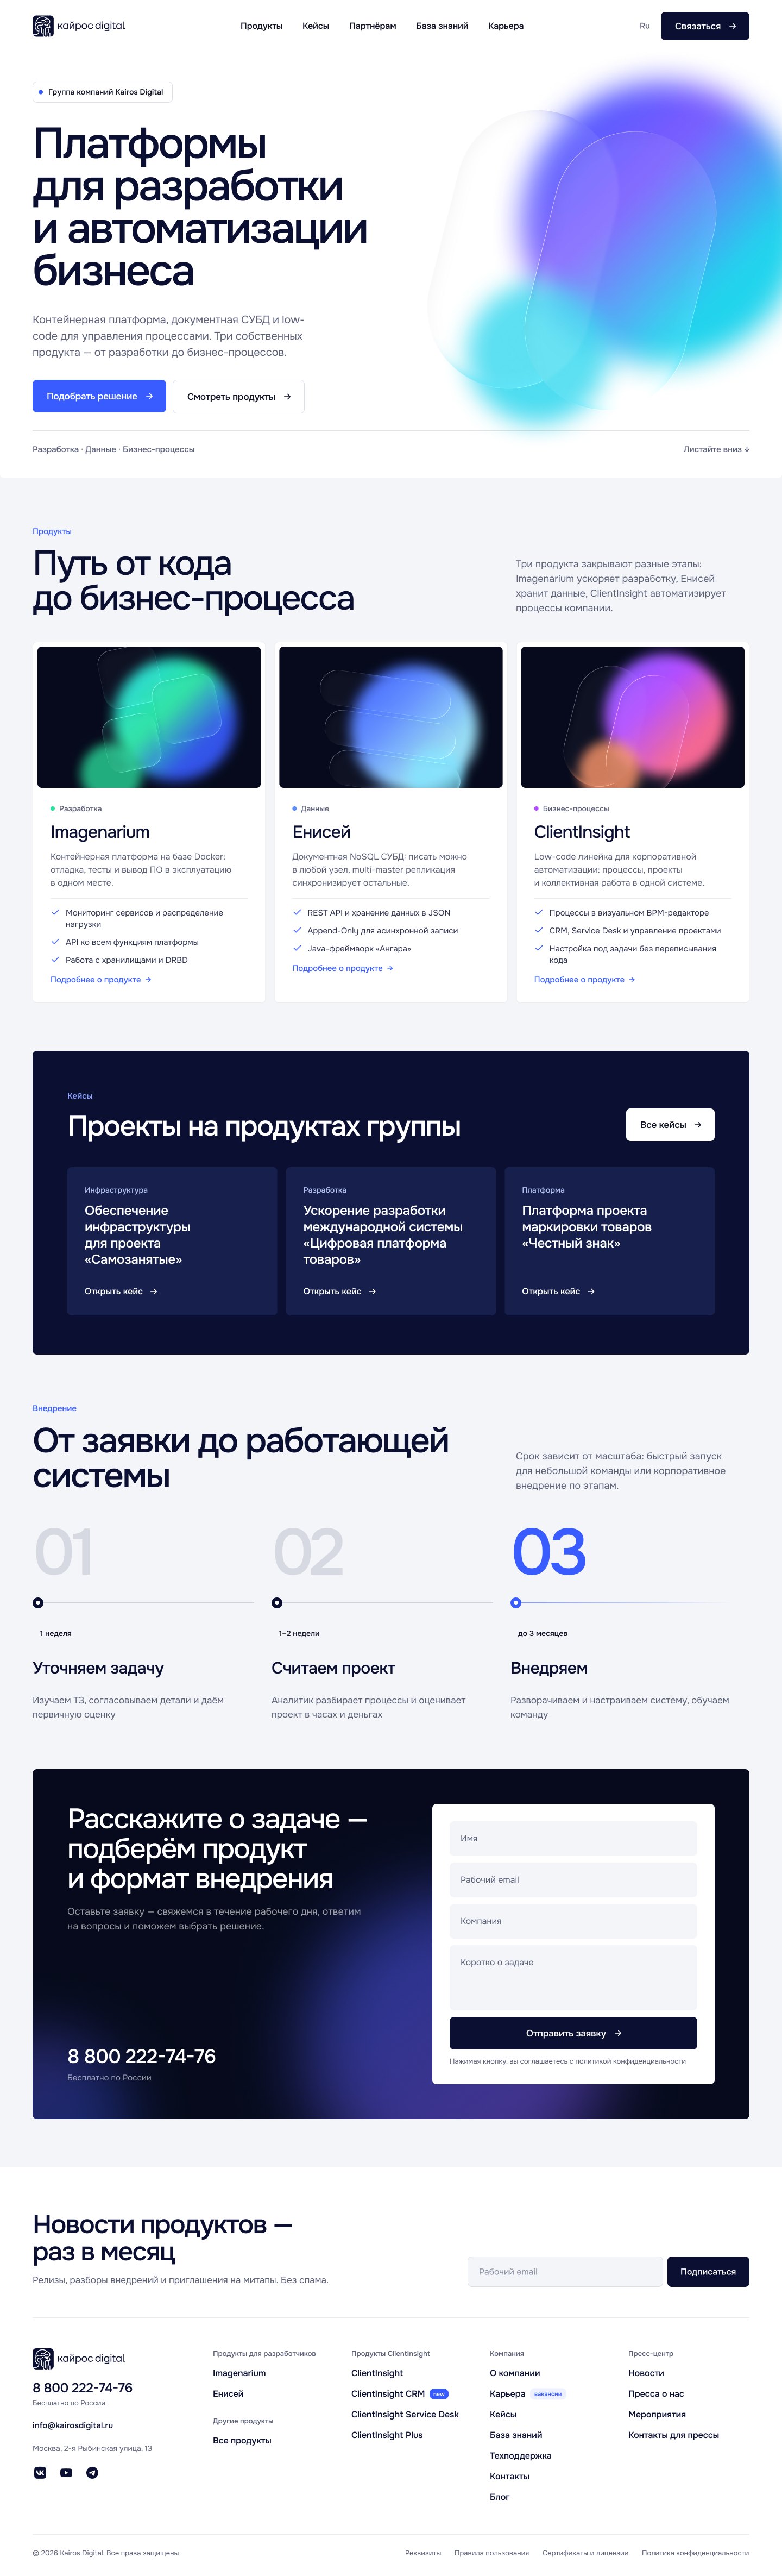 кайрос digital
Продукты
Кейсы
Партнёрам
База знаний
Карьера
Ru
Связаться →
Группа компаний Kairos Digital
Платформы
для разработки
и автоматизации
бизнеса
Контейнерная платформа, документная СУБД и low-
code для управления процессами. Три собственных
продукта — от разработки до бизнес-процессов.
Подобрать решение →
Смотреть продукты →
Разработка · Данные · Бизнес-процессы
Листайте вниз ↓
Продукты
Путь от кода
до бизнес-процесса
Три продукта закрывают разные этапы:
Imagenarium ускоряет разработку, Енисей
хранит данные, ClientInsight автоматизирует
процессы компании.
Разработка
Imagenarium
Контейнерная платформа на базе Docker:
отладка, тесты и вывод ПО в эксплуатацию
в одном месте.
Мониторинг сервисов и распределение
нагрузки
API ко всем функциям платформы
Работа с хранилищами и DRBD
Подробнее о продукте →
Данные
Енисей
Документная NoSQL СУБД: писать можно
в любой узел, multi-master репликация
синхронизирует остальные.
REST API и хранение данных в JSON
Append-Only для асинхронной записи
Java-фреймворк «Ангара»
Подробнее о продукте →
Бизнес-процессы
ClientInsight
Low-code линейка для корпоративной
автоматизации: процессы, проекты
и коллективная работа в одной системе.
Процессы в визуальном BPM-редакторе
CRM, Service Desk и управление проектами
Настройка под задачи без переписывания
кода
Подробнее о продукте →
Кейсы
Проекты на продуктах группы
Все кейсы →
Инфраструктура
Обеспечение
инфраструктуры
для проекта
«Самозанятые»
Открыть кейс →
Разработка
Ускорение разработки
международной системы
«Цифровая платформа
товаров»
Открыть кейс →
Платформа
Платформа проекта
маркировки товаров
«Честный знак»
Открыть кейс →
Внедрение
От заявки до работающей
системы
Срок зависит от масштаба: быстрый запуск
для небольшой команды или корпоративное
внедрение по этапам.
01
1 неделя
Уточняем задачу
Изучаем ТЗ, согласовываем детали и даём
первичную оценку
02
1–2 недели
Считаем проект
Аналитик разбирает процессы и оценивает
проект в часах и деньгах
03
до 3 месяцев
Внедряем
Разворачиваем и настраиваем систему, обучаем
команду
Расскажите о задаче —
подберём продукт
и формат внедрения
Оставьте заявку — свяжемся в течение рабочего дня, ответим
на вопросы и поможем выбрать решение.
8 800 222-74-76
Бесплатно по России
Имя
Рабочий email
Компания
Коротко о задаче
Отправить заявку →
Нажимая кнопку, вы соглашаетесь с политикой конфиденциальности
Новости продуктов —
раз в месяц
Релизы, разборы внедрений и приглашения на митапы. Без спама.
Рабочий email
Подписаться
кайрос digital
8 800 222-74-76
Бесплатно по России
info@kairosdigital.ru
Москва, 2-я Рыбинская улица, 13
Продукты для разработчиков
Imagenarium
Енисей
Другие продукты
Все продукты
Продукты ClientInsight
ClientInsight
ClientInsight CRM new
ClientInsight Service Desk
ClientInsight Plus
Компания
О компании
Карьера вакансии
Кейсы
База знаний
Техподдержка
Контакты
Блог
Пресс-центр
Новости
Пресса о нас
Мероприятия
Контакты для прессы
© 2026 Kairos Digital. Все права защищены
Реквизиты
Правила пользования
Сертификаты и лицензии
Политика конфиденциальности